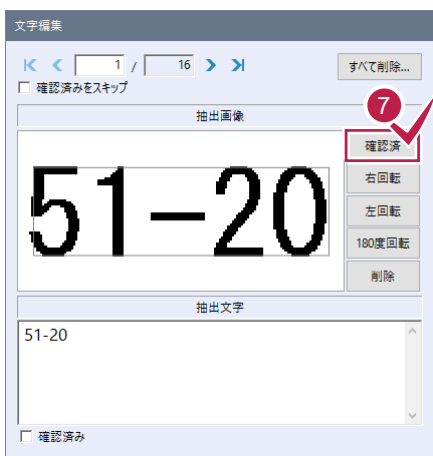 文字編集
1 / 16 すべて削除...
確認済みをスキップ
7
抽出画像
51-20
確認済
右回転
左回転
180度回転
削除
抽出文字
51-20
確認済み